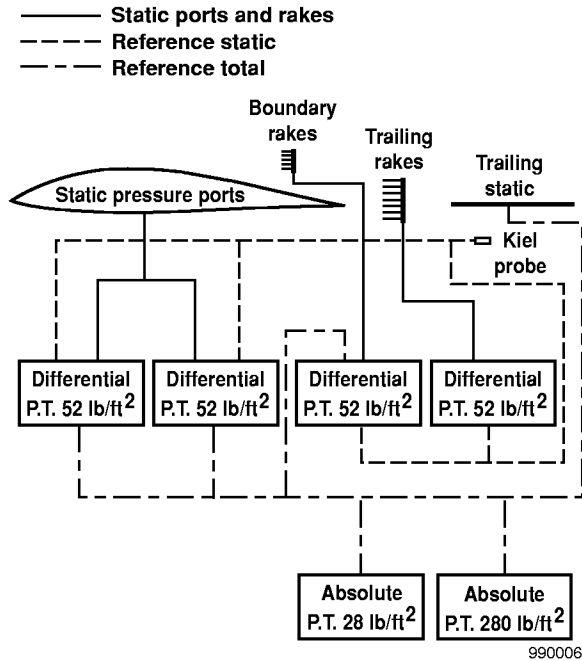 Static ports and rakes
Reference static
Reference total
Boundary
rakes
Trailing
rakes
Trailing
static
Static pressure ports
Kiel
probe
Differential
P.T. 52 lb/ft²
Differential
P.T. 52 lb/ft²
Differential
P.T. 52 lb/ft²
Differential
P.T. 52 lb/ft²
Absolute
P.T. 28 lb/ft²
Absolute
P.T. 280 lb/ft²
990006